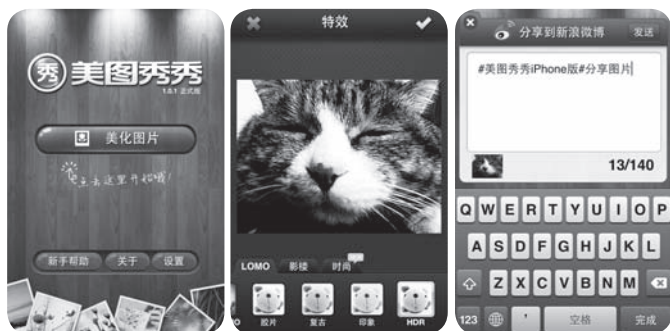 秀 美图秀秀
1.0.1 正式版
美化图片
点击这里开始哦!
新手帮助 关于 设置
特效
LOMO 影楼 时尚
胶片 复古 印象 HDR
分享到新浪微博 发送
#美图秀秀iPhone版#分享图片
13/140
Q W E R T Y U I O P
A S D F G H J K L
Z X C V B N M
123 ' 空格 完成